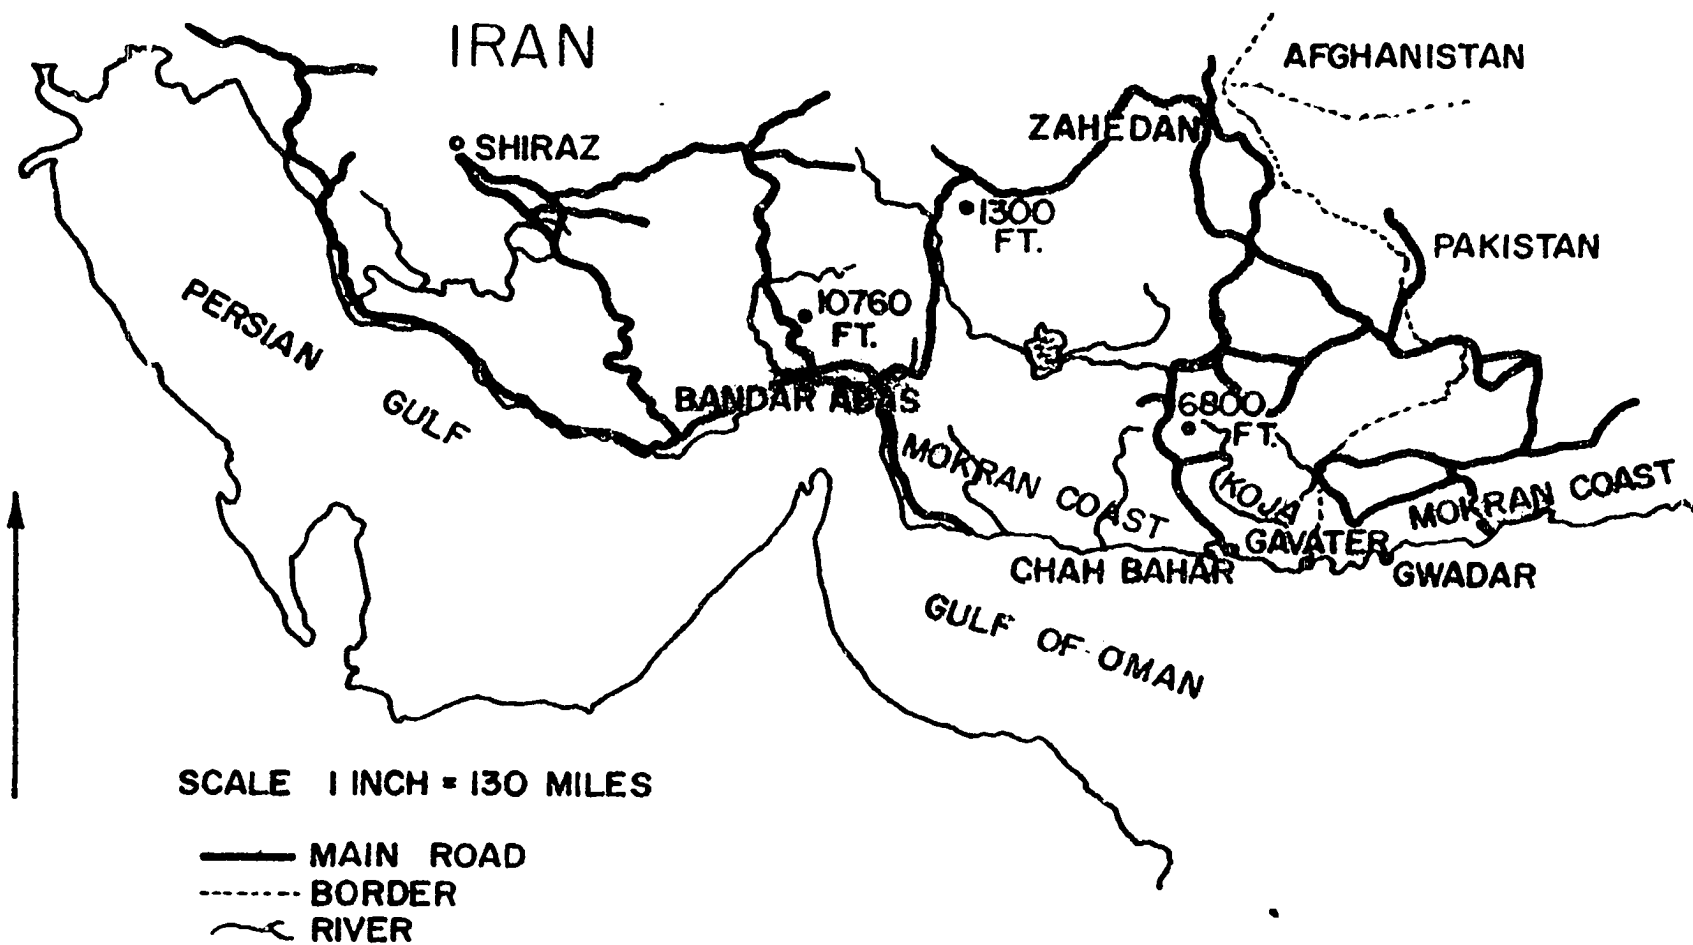 IRAN
AFGHANISTAN
ZAHEDAN
SHIRAZ
1300
FT.
PAKISTAN
PERSIAN
GULF
10760
FT.
BANDAR ABAS
6800
FT.
MOKRAN COAST
KOJA
MOKRAN COAST
GAVATER
CHAH BAHAR
GWADAR
GULF OF OMAN
SCALE 1 INCH = 130 MILES
MAIN ROAD
BORDER
RIVER